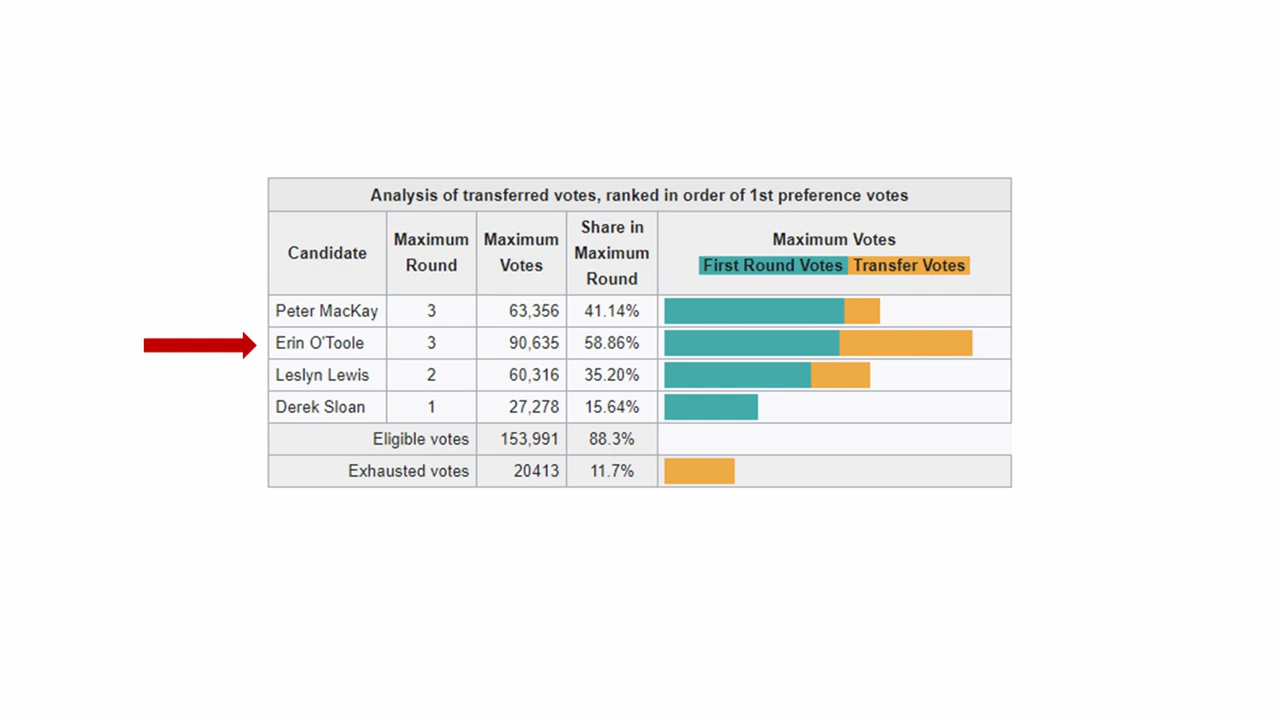 Analysis of transferred votes, ranked in order of 1st preference votes
Candidate
Maximum
Round
Maximum
Votes
Share in
Maximum
Round
Maximum Votes
First Round Votes Transfer Votes
Peter MacKay 3 63,356 41.14%
Erin O'Toole 3 90,635 58.86%
Leslyn Lewis 2 60,316 35.20%
Derek Sloan 1 27,278 15.64%
Eligible votes 153,991 88.3%
Exhausted votes 20413 11.7%